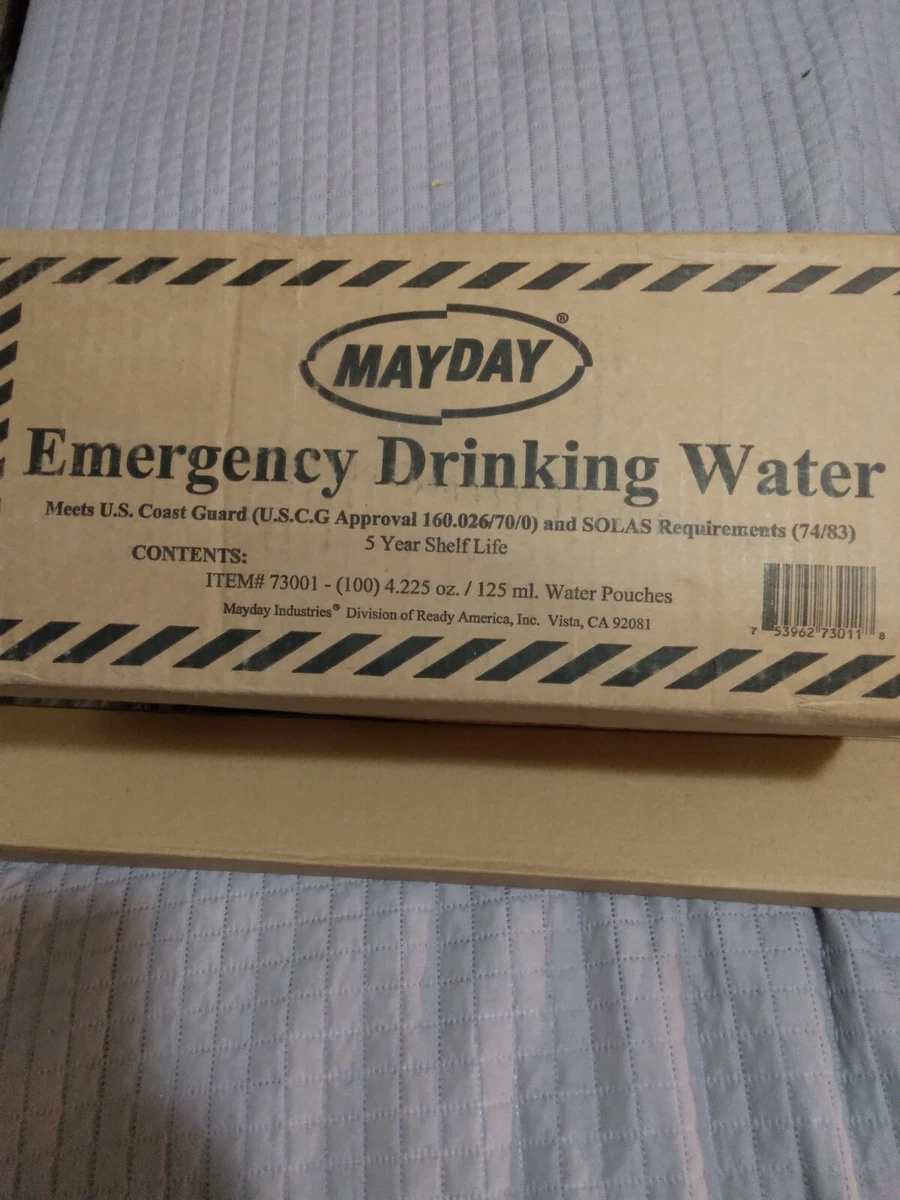 MAYDAY®
Emergency Drinking Water
Meets U.S. Coast Guard (U.S.C.G Approval 160.026/70/0) and SOLAS Requirements (74/83)
5 Year Shelf Life
CONTENTS:
ITEM# 73001 - (100) 4.225 oz. / 125 ml. Water Pouches
Mayday Industries® Division of Ready America, Inc. Vista, CA 92081
7 53962 73011 8